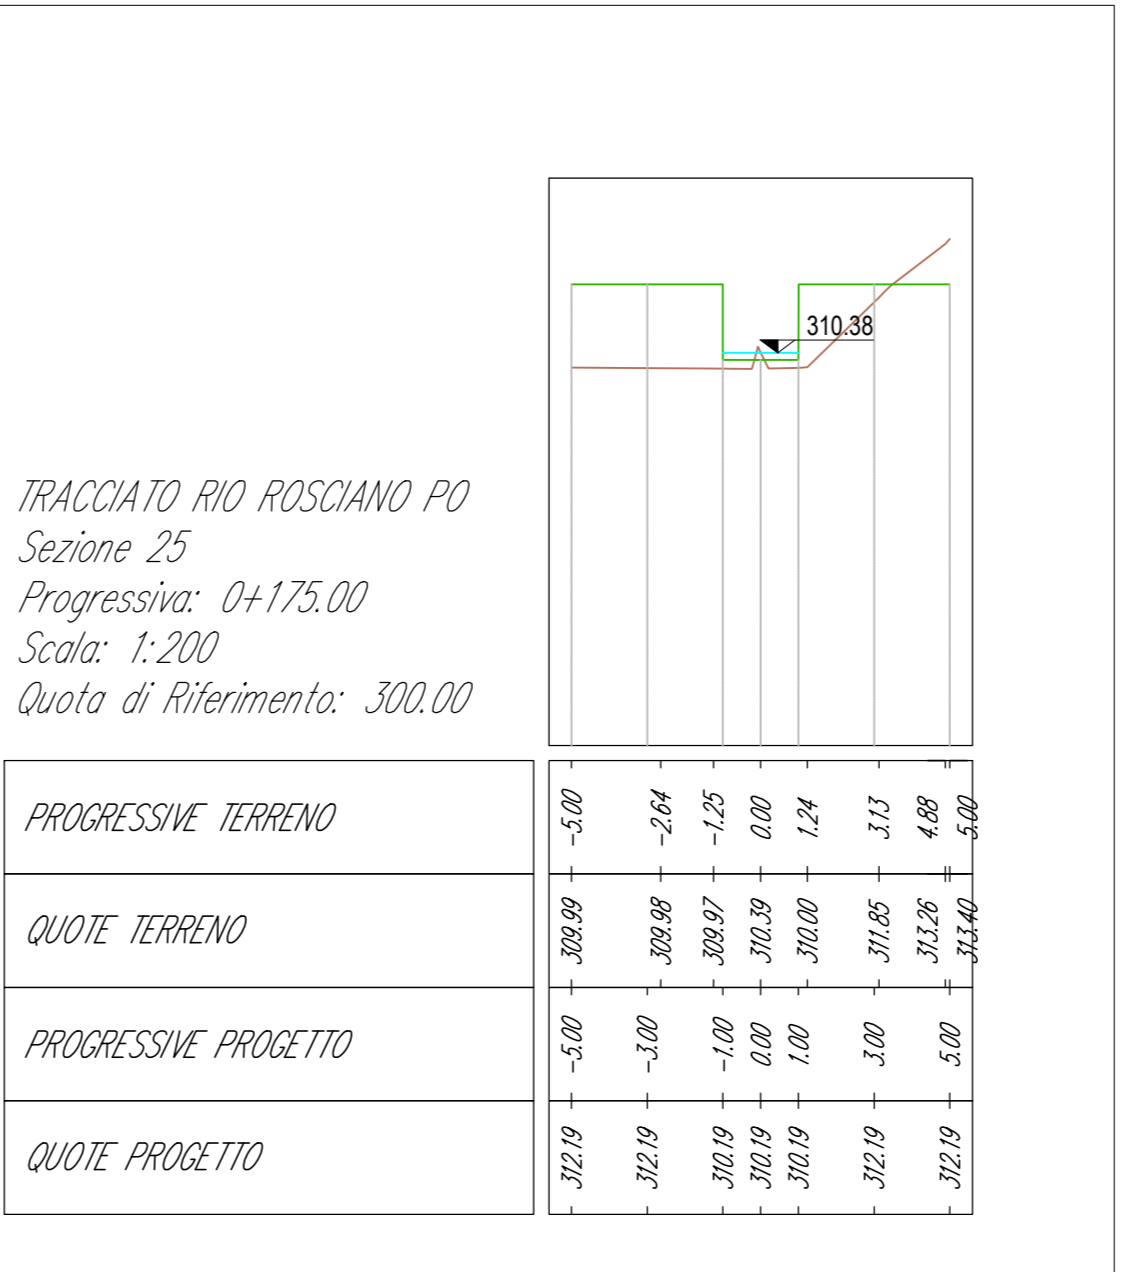 310.38
TRACCIATO RIO ROSCIANO PO
Sezione 25
Progressiva: 0+175.00
Scala: 1:200
Quota di Riferimento: 300.00
PROGRESSIVE TERRENO -5.00 -2.64 -1.25 0.00 1.24 3.13 4.88 5.00
QUOTE TERRENO 309.99 309.98 309.97 310.39 310.00 311.85 313.26 313.40
PROGRESSIVE PROGETTO -5.00 -3.00 -1.00 0.00 1.00 3.00 5.00
QUOTE PROGETTO 312.19 312.19 310.19 310.19 310.19 312.19 312.19